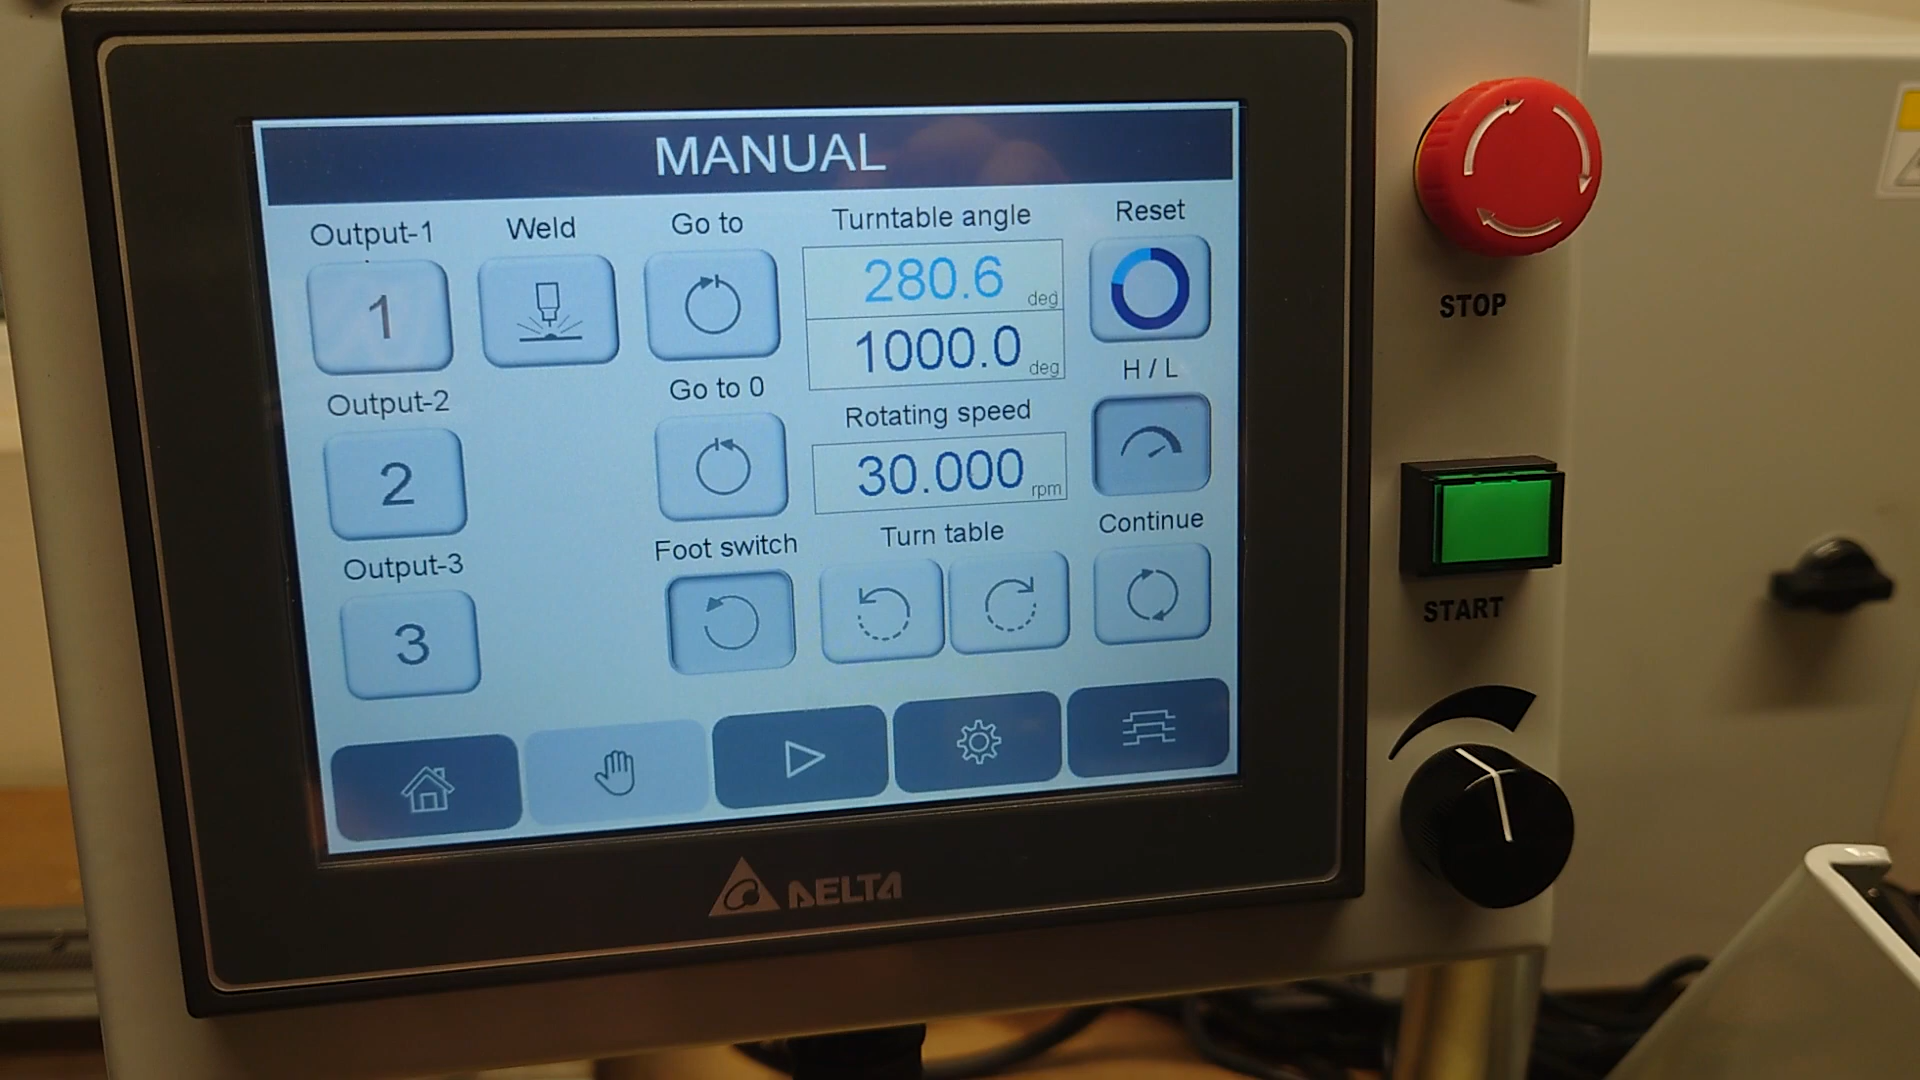 MANUAL
Output-1 Weld Go to Turntable angle Reset
1 280.6 deg
1000.0 deg
Output-2 Go to 0 H / L
2 Rotating speed
30.000 rpm
Output-3 Foot switch Turn table Continue
3
DELTA
STOP
START